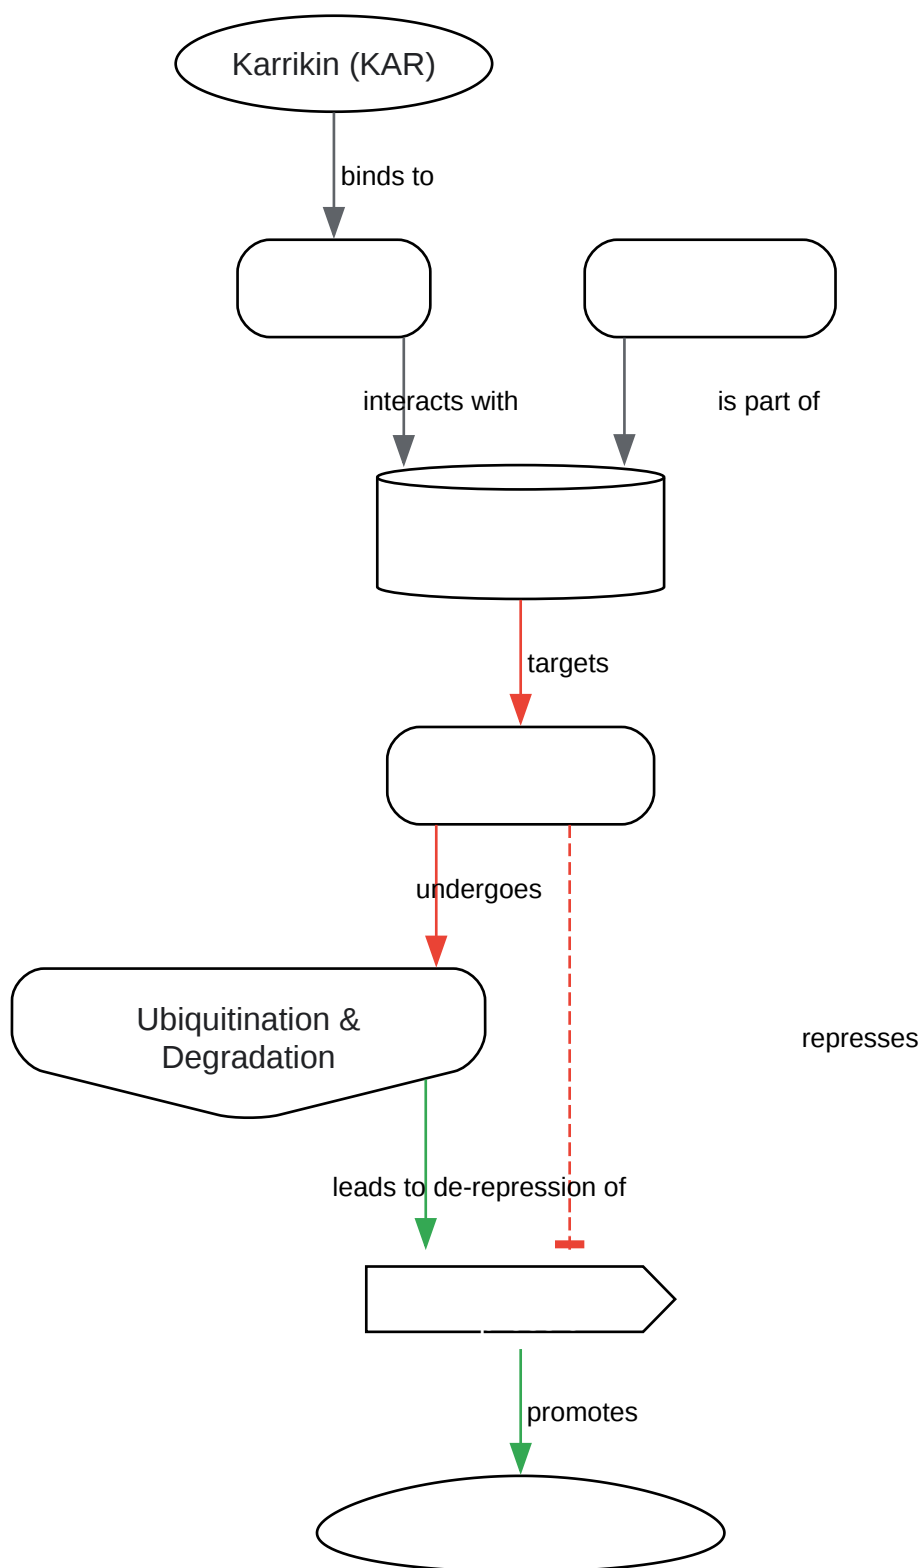 Karrikin (KAR)
binds to
interacts with
is part of
targets
undergoes
Ubiquitination &
Degradation
represses
leads to de-repression of
promotes